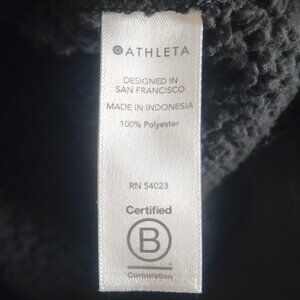 ATHLETA
DESIGNED IN
SAN FRANCISCO
MADE IN INDONESIA
100% Polyester
RN 54023
Certified
B
Corporation